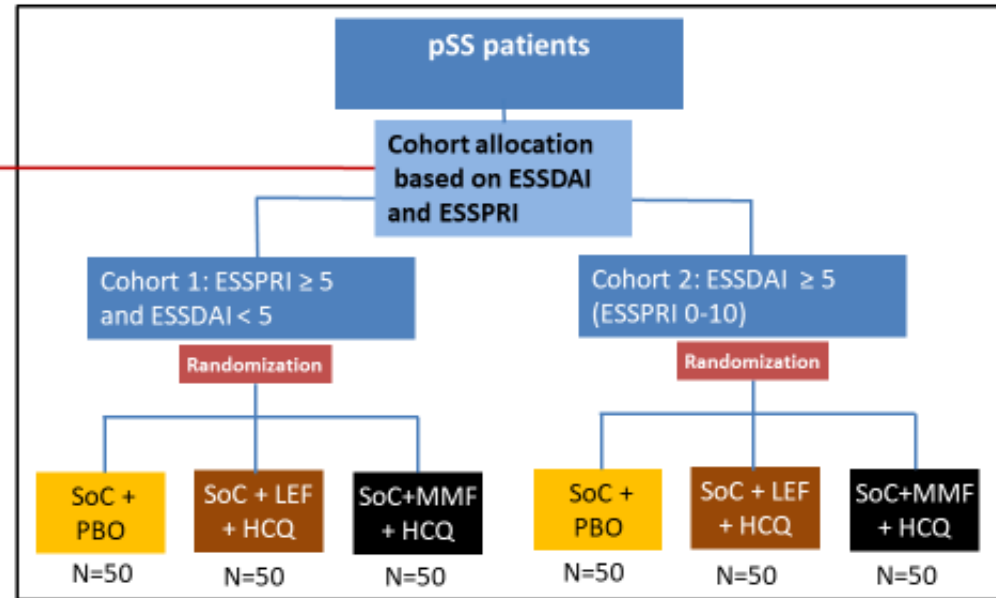 pSS patients
Cohort allocation
based on ESSDAI
and ESSPRI
Cohort 1: ESSPRI ≥ 5
and ESSDAI < 5
Cohort 2: ESSDAI ≥ 5
(ESSPRI 0-10)
Randomization
Randomization
SoC +
PBO
SoC + LEF
+ HCQ
SoC+MMF
+ HCQ
SoC +
PBO
SoC + LEF
+ HCQ
SoC+MMF
+ HCQ
N=50
N=50
N=50
N=50
N=50
N=50